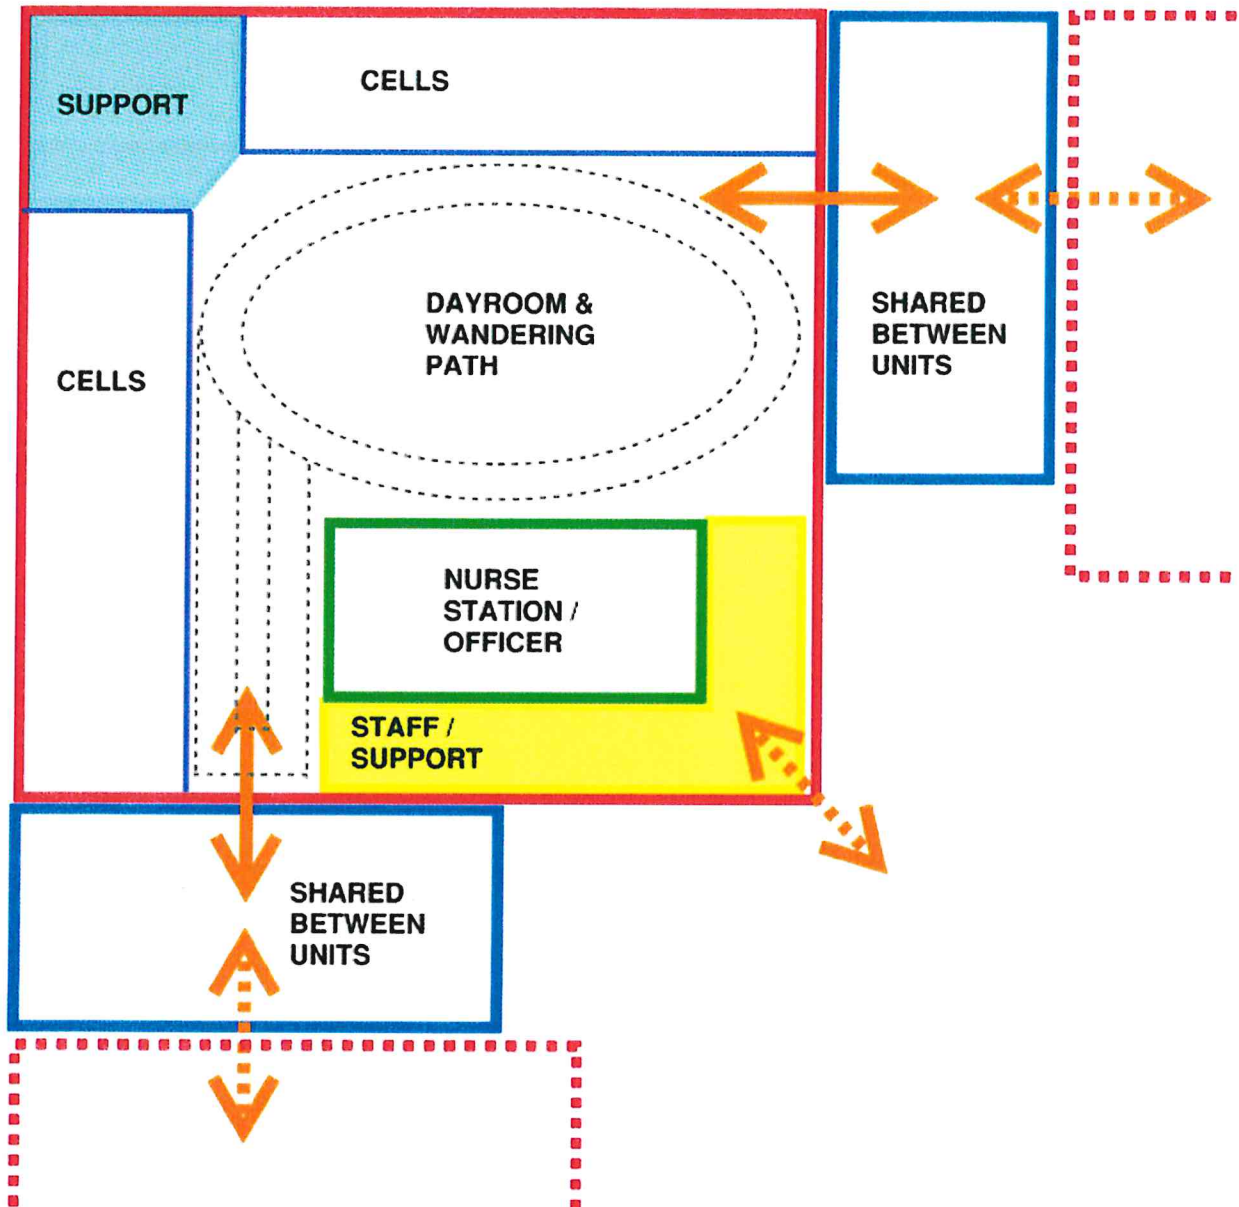 SUPPORT
CELLS
DAYROOM &
WANDERING
PATH
SHARED
BETWEEN
UNITS
CELLS
NURSE
STATION /
OFFICER
STAFF /
SUPPORT
SHARED
BETWEEN
UNITS